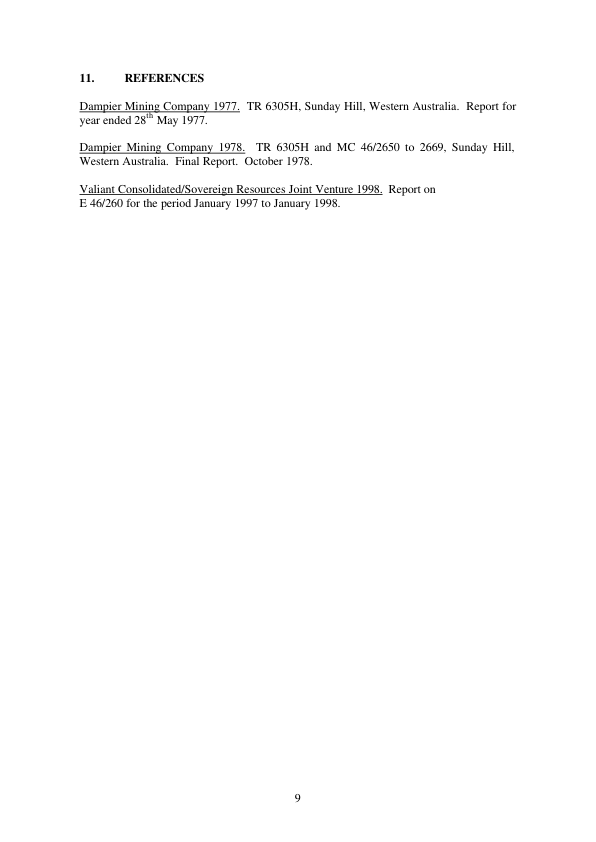 11. REFERENCES
Dampier Mining Company 1977. TR 6305H, Sunday Hill, Western Australia. Report for
year ended 28th May 1977.
Dampier Mining Company 1978. TR 6305H and MC 46/2650 to 2669, Sunday Hill,
Western Australia. Final Report. October 1978.
Valiant Consolidated/Sovereign Resources Joint Venture 1998. Report on
E 46/260 for the period January 1997 to January 1998.
9